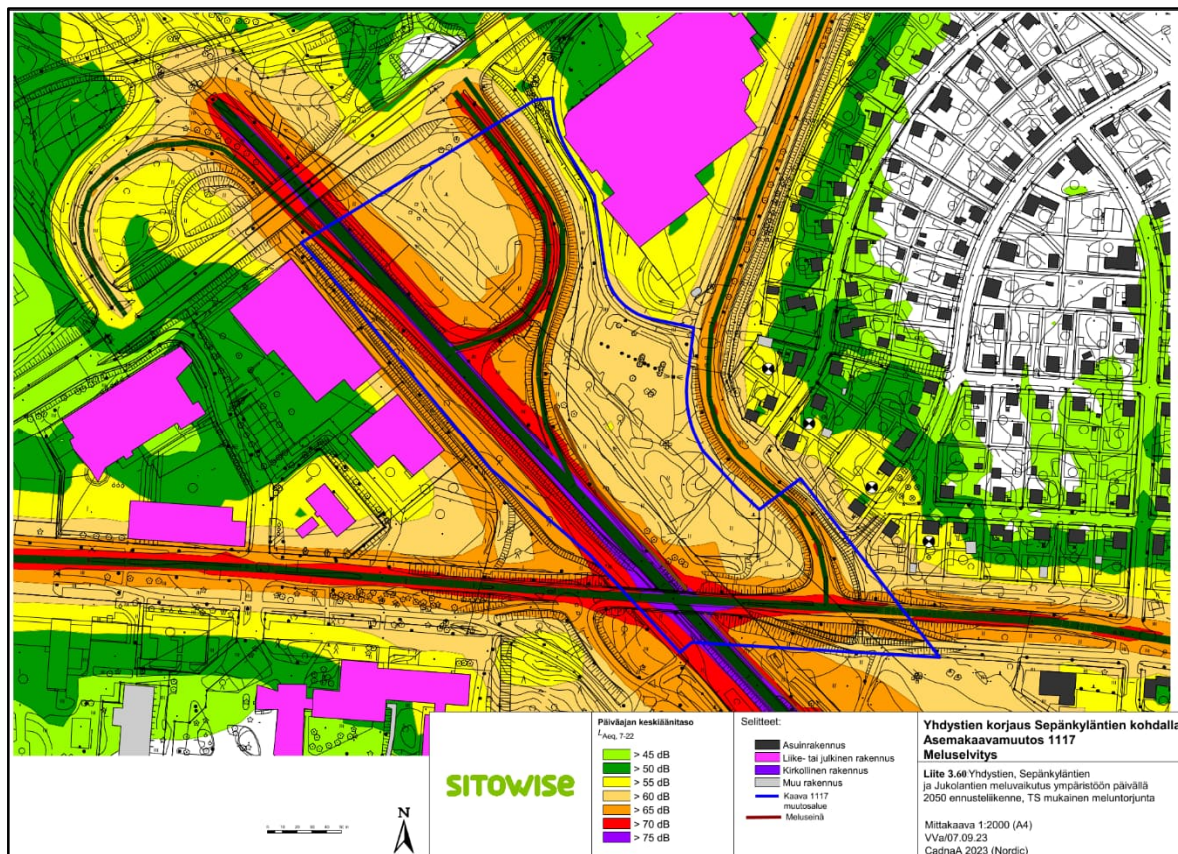 SITOWISE
N
Päiväajan keskiäänitaso
LAeq, 7-22
> 45 dB
> 50 dB
> 55 dB
> 60 dB
> 65 dB
> 70 dB
> 75 dB
Selitteet:
Asuinrakennus
Liike- tai julkinen rakennus
Kirkollinen rakennus
Muu rakennus
Kaava 1117
muutosalue
Meluseinä
Yhdystien korjaus Sepänkyläntien kohdalla
Asemakaavamuutos 1117
Meluselvitys
Liite 3.60 Yhdystien, Sepänkyläntien
ja Jukolantien meluvaikutus ympäristöön päivällä
2050 ennusteliikenne, TS mukainen meluntorjunta
Mittakaava 1:2000 (A4)
VVa/07.09.23
CadnaA 2023 (Nordic)